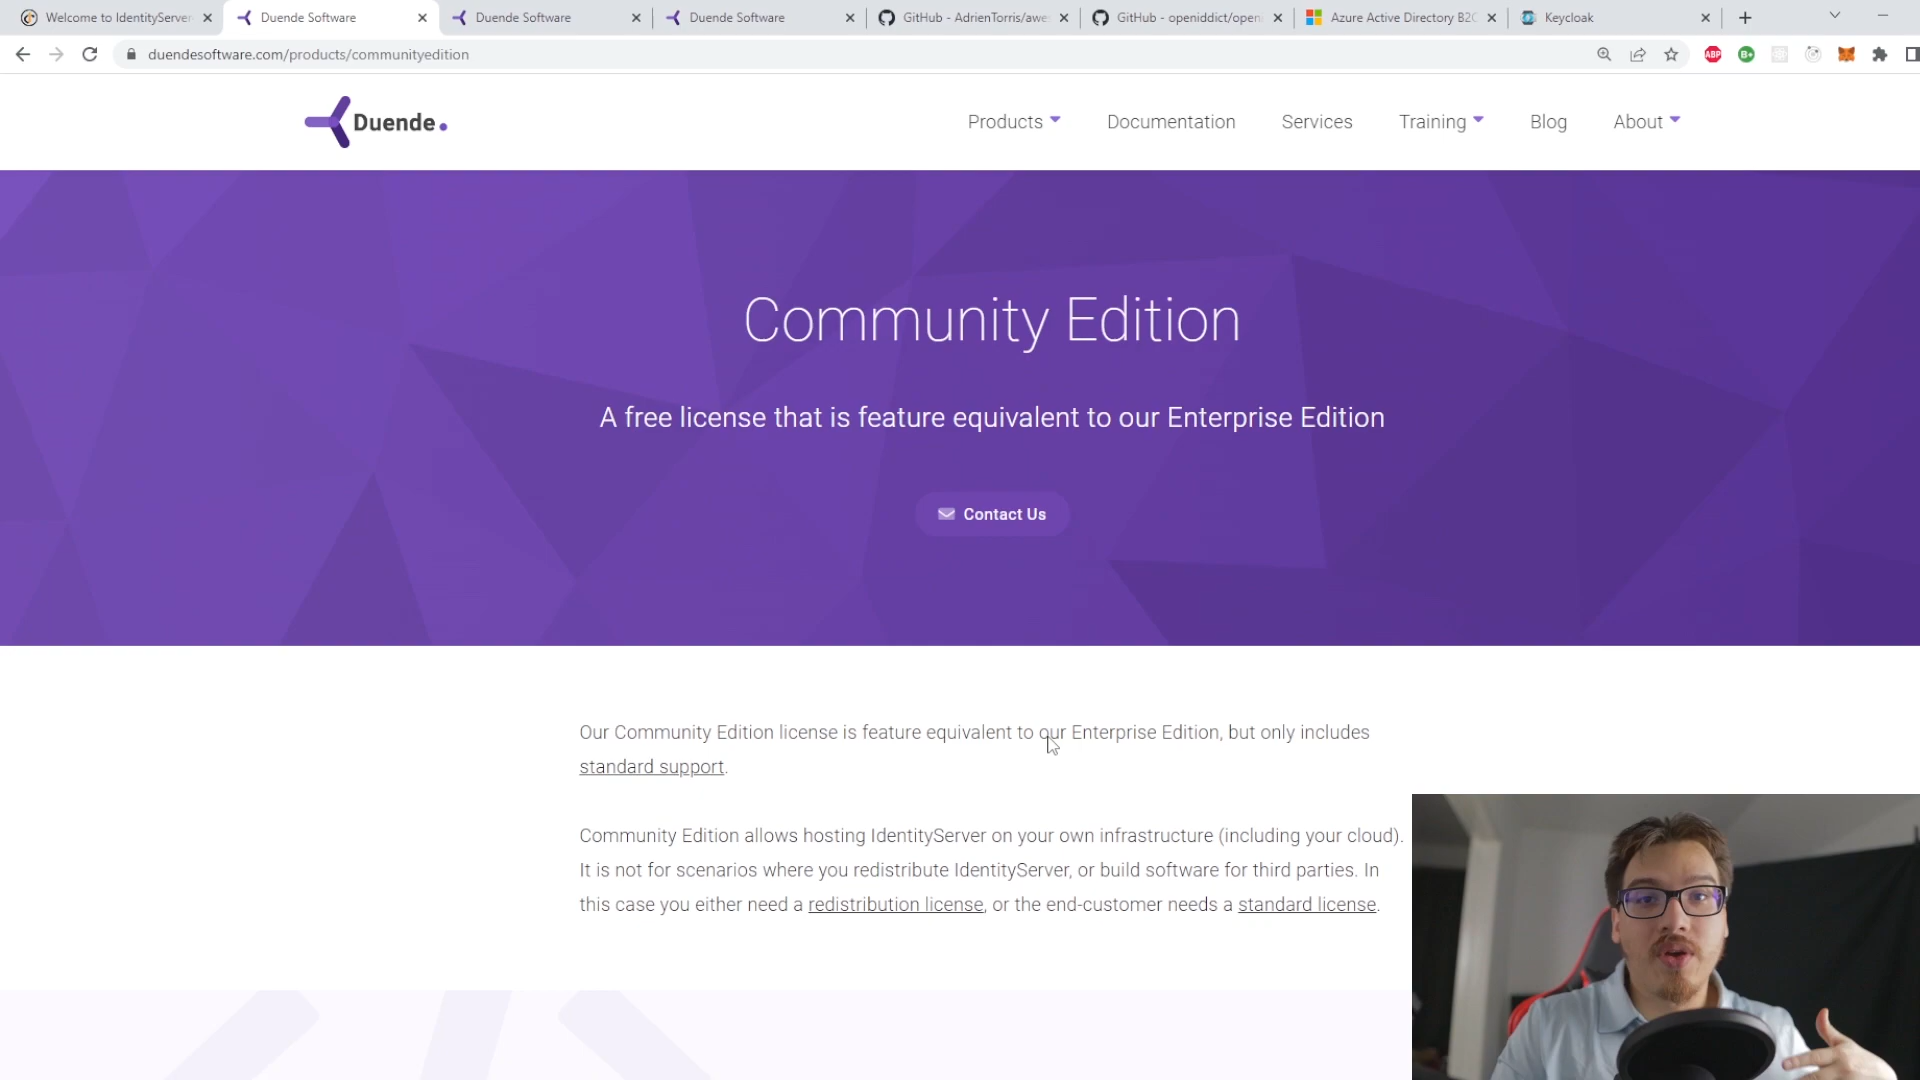 Welcome to IdentityServer
Duende Software
Duende Software
Duende Software
GitHub - AdrienTorris/awe
GitHub - openiddict/open
Azure Active Directory B2C
Keycloak
duendesoftware.com/products/communityedition
ABP
B+
Duende
Products
Documentation
Services
Training
Blog
About
Community Edition
A free license that is feature equivalent to our Enterprise Edition
Contact Us
Our Community Edition license is feature equivalent to our Enterprise Edition, but only includes
standard support.
Community Edition allows hosting IdentityServer on your own infrastructure (including your cloud).
It is not for scenarios where you redistribute IdentityServer, or build software for third parties. In
this case you either need a redistribution license, or the end-customer needs a standard license.